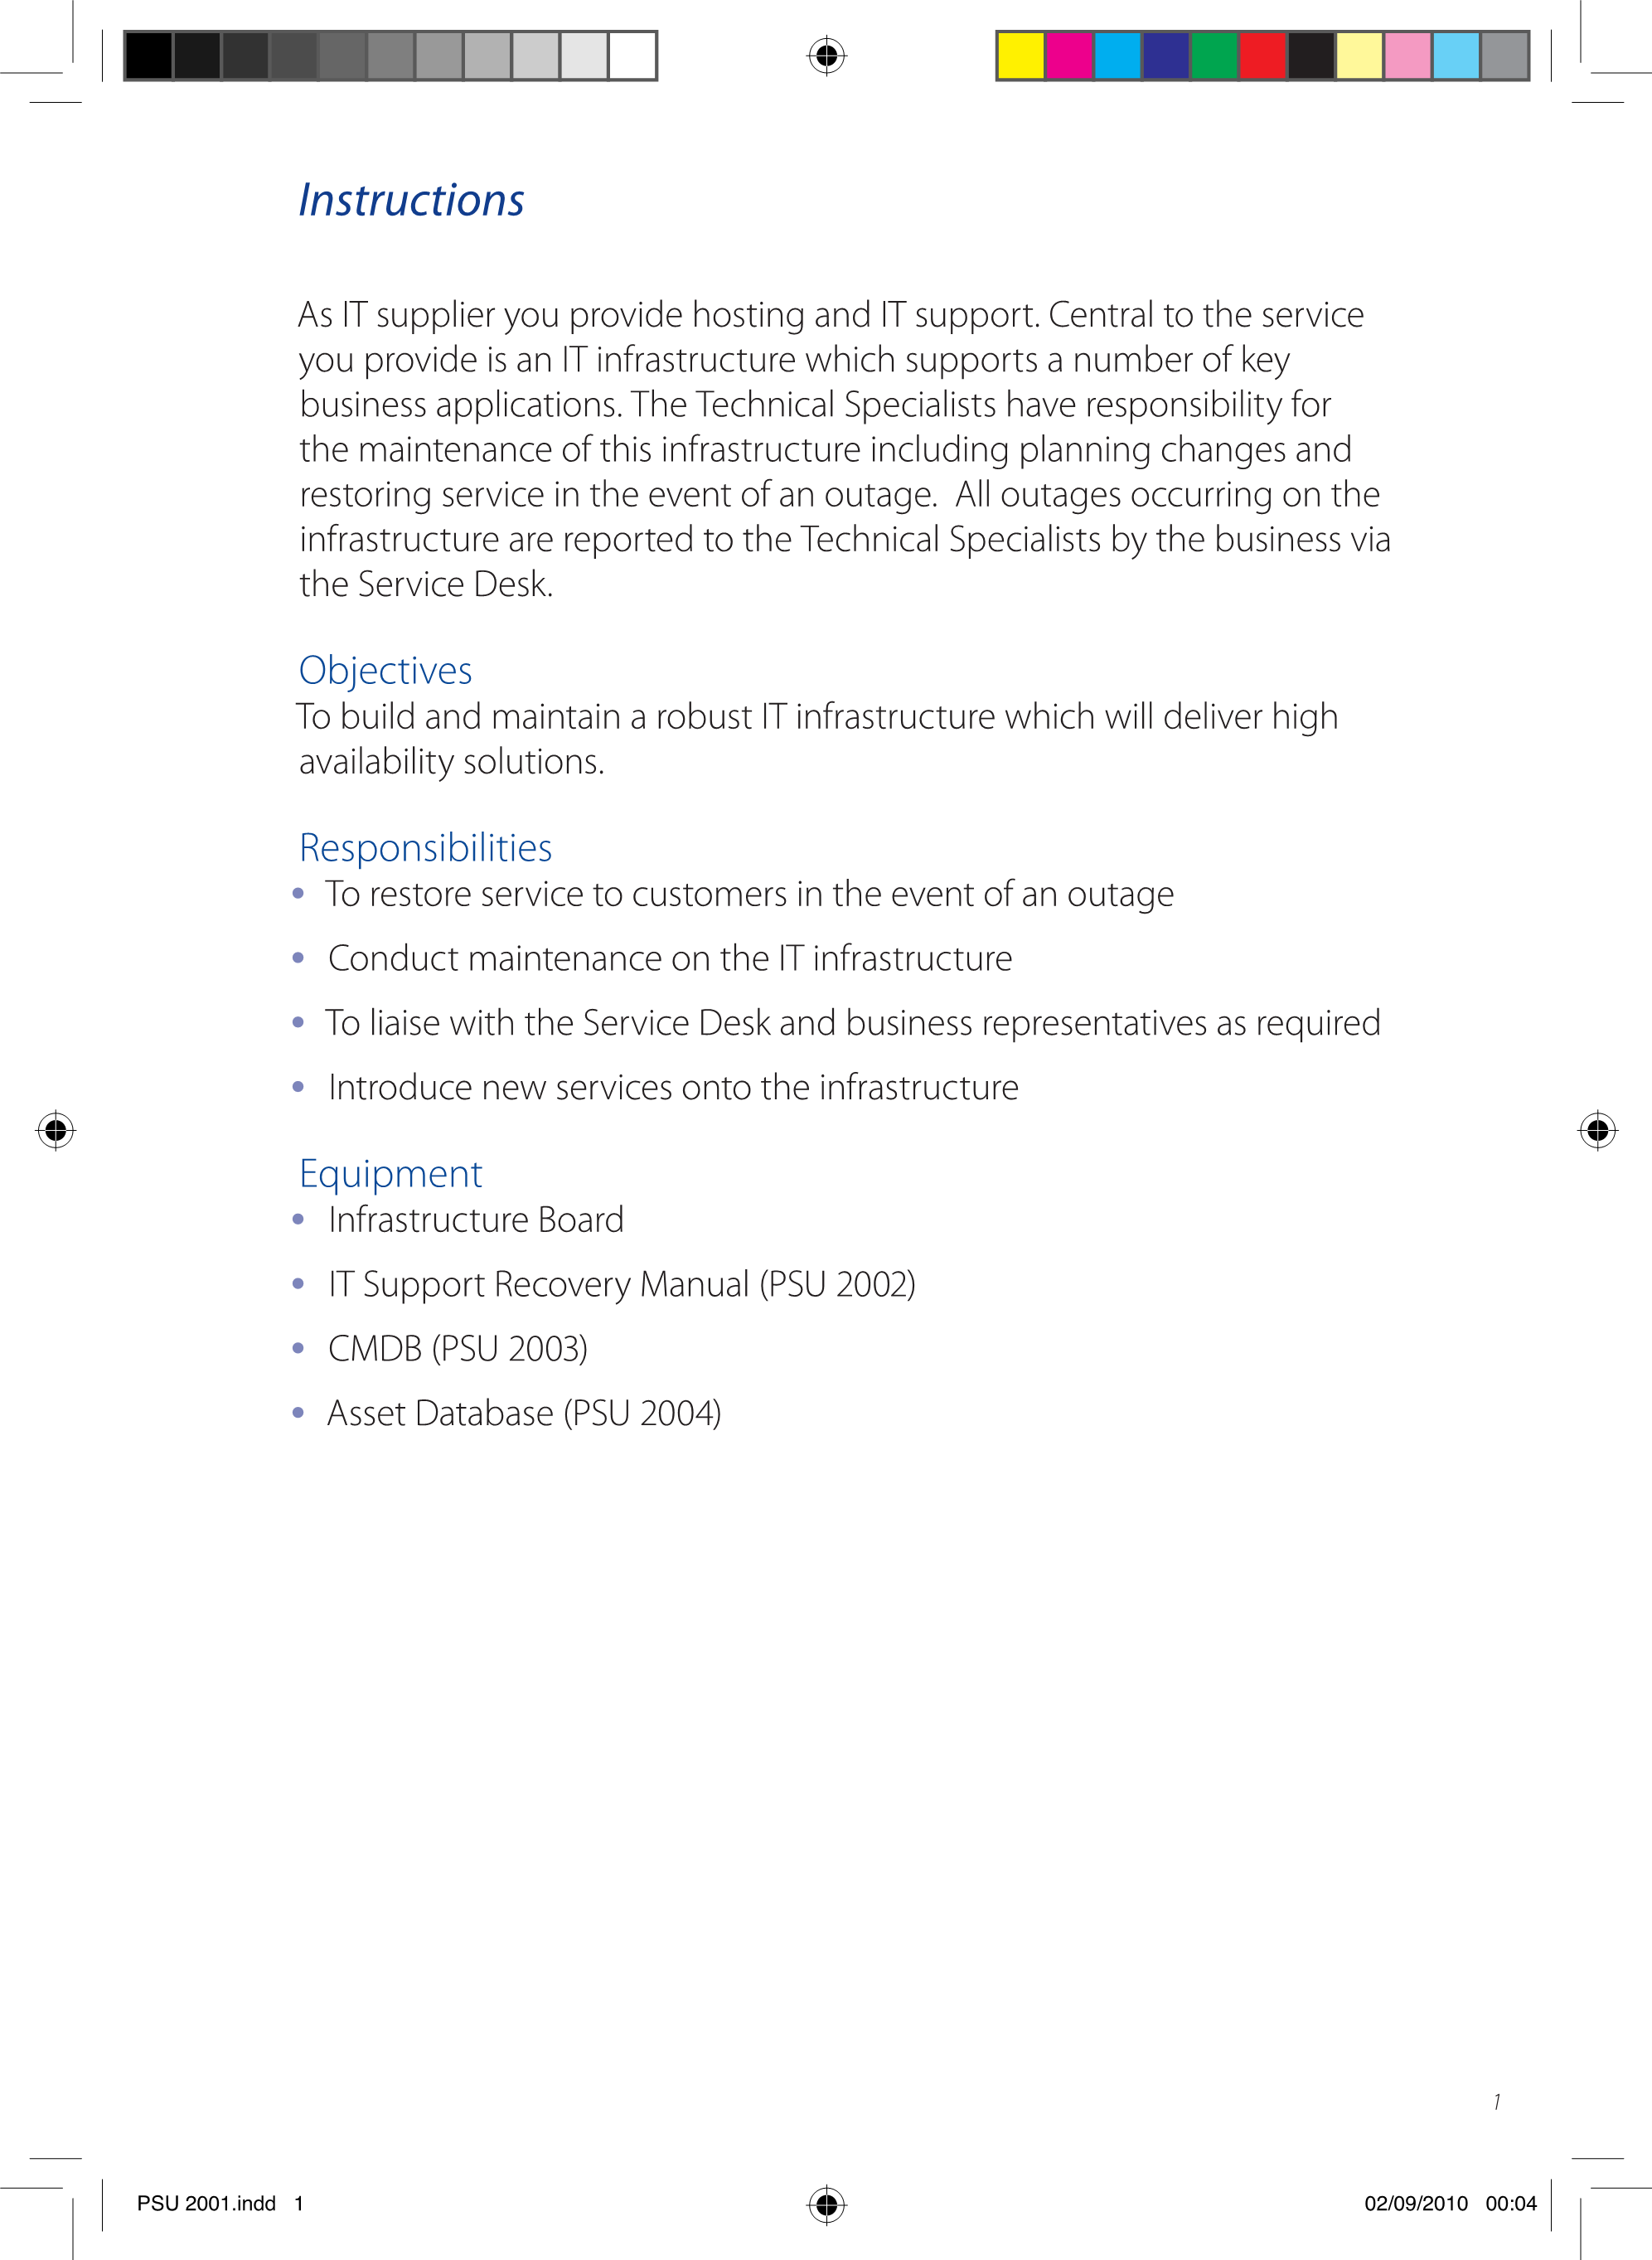 Instructions
As IT supplier you provide hosting and IT support. Central to the service
you provide is an IT infrastructure which supports a number of key
business applications. The Technical Specialists have responsibility for
the maintenance of this infrastructure including planning changes and
restoring service in the event of an outage.  All outages occurring on the
infrastructure are reported to the Technical Specialists by the business via
the Service Desk.
Objectives
To build and maintain a robust IT infrastructure which will deliver high
availability solutions.
Responsibilities
• To restore service to customers in the event of an outage
• Conduct maintenance on the IT infrastructure
• To liaise with the Service Desk and business representatives as required
• Introduce new services onto the infrastructure
Equipment
• Infrastructure Board
• IT Support Recovery Manual (PSU 2002)
• CMDB (PSU 2003)
• Asset Database (PSU 2004)
1
PSU 2001.indd   1    02/09/2010   00:04